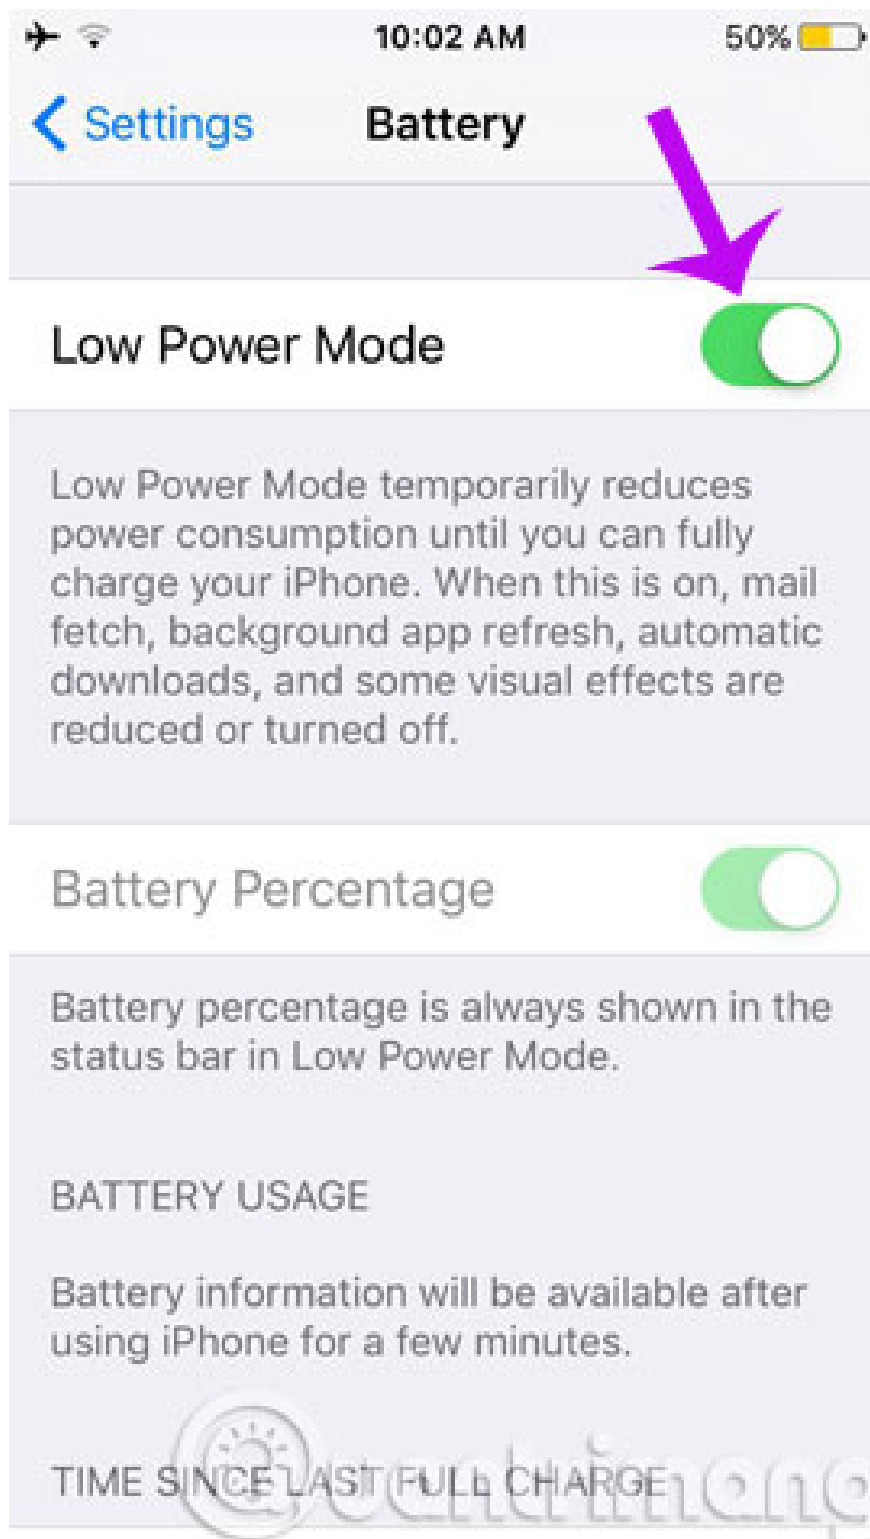 10:02 AM
50%
Settings
Battery
Low Power Mode
Low Power Mode temporarily reduces
power consumption until you can fully
charge your iPhone. When this is on, mail
fetch, background app refresh, automatic
downloads, and some visual effects are
reduced or turned off.
Battery Percentage
Battery percentage is always shown in the
status bar in Low Power Mode.
BATTERY USAGE
Battery information will be available after
using iPhone for a few minutes.
TIME SINCE LAST FULL CHARGE